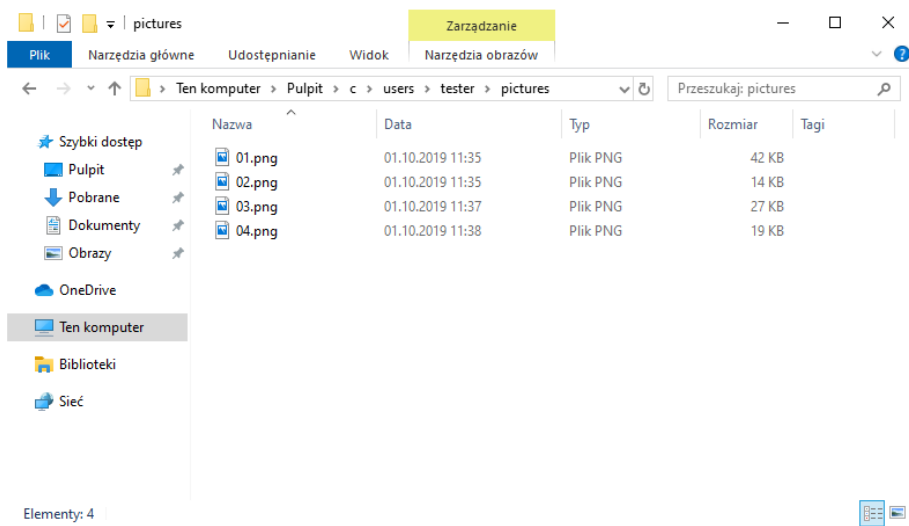 pictures
Zarządzanie
Plik Narzędzia główne Udostępnianie Widok Narzędzia obrazów
Ten komputer > Pulpit > c > users > tester > pictures Przeszukaj: pictures
Szybki dostęp
Pulpit
Pobrane
Dokumenty
Obrazy
OneDrive
Ten komputer
Biblioteki
Sieć
Nazwa Data Typ Rozmiar Tagi
01.png 01.10.2019 11:35 Plik PNG 42 KB
02.png 01.10.2019 11:35 Plik PNG 14 KB
03.png 01.10.2019 11:37 Plik PNG 27 KB
04.png 01.10.2019 11:38 Plik PNG 19 KB
Elementy: 4